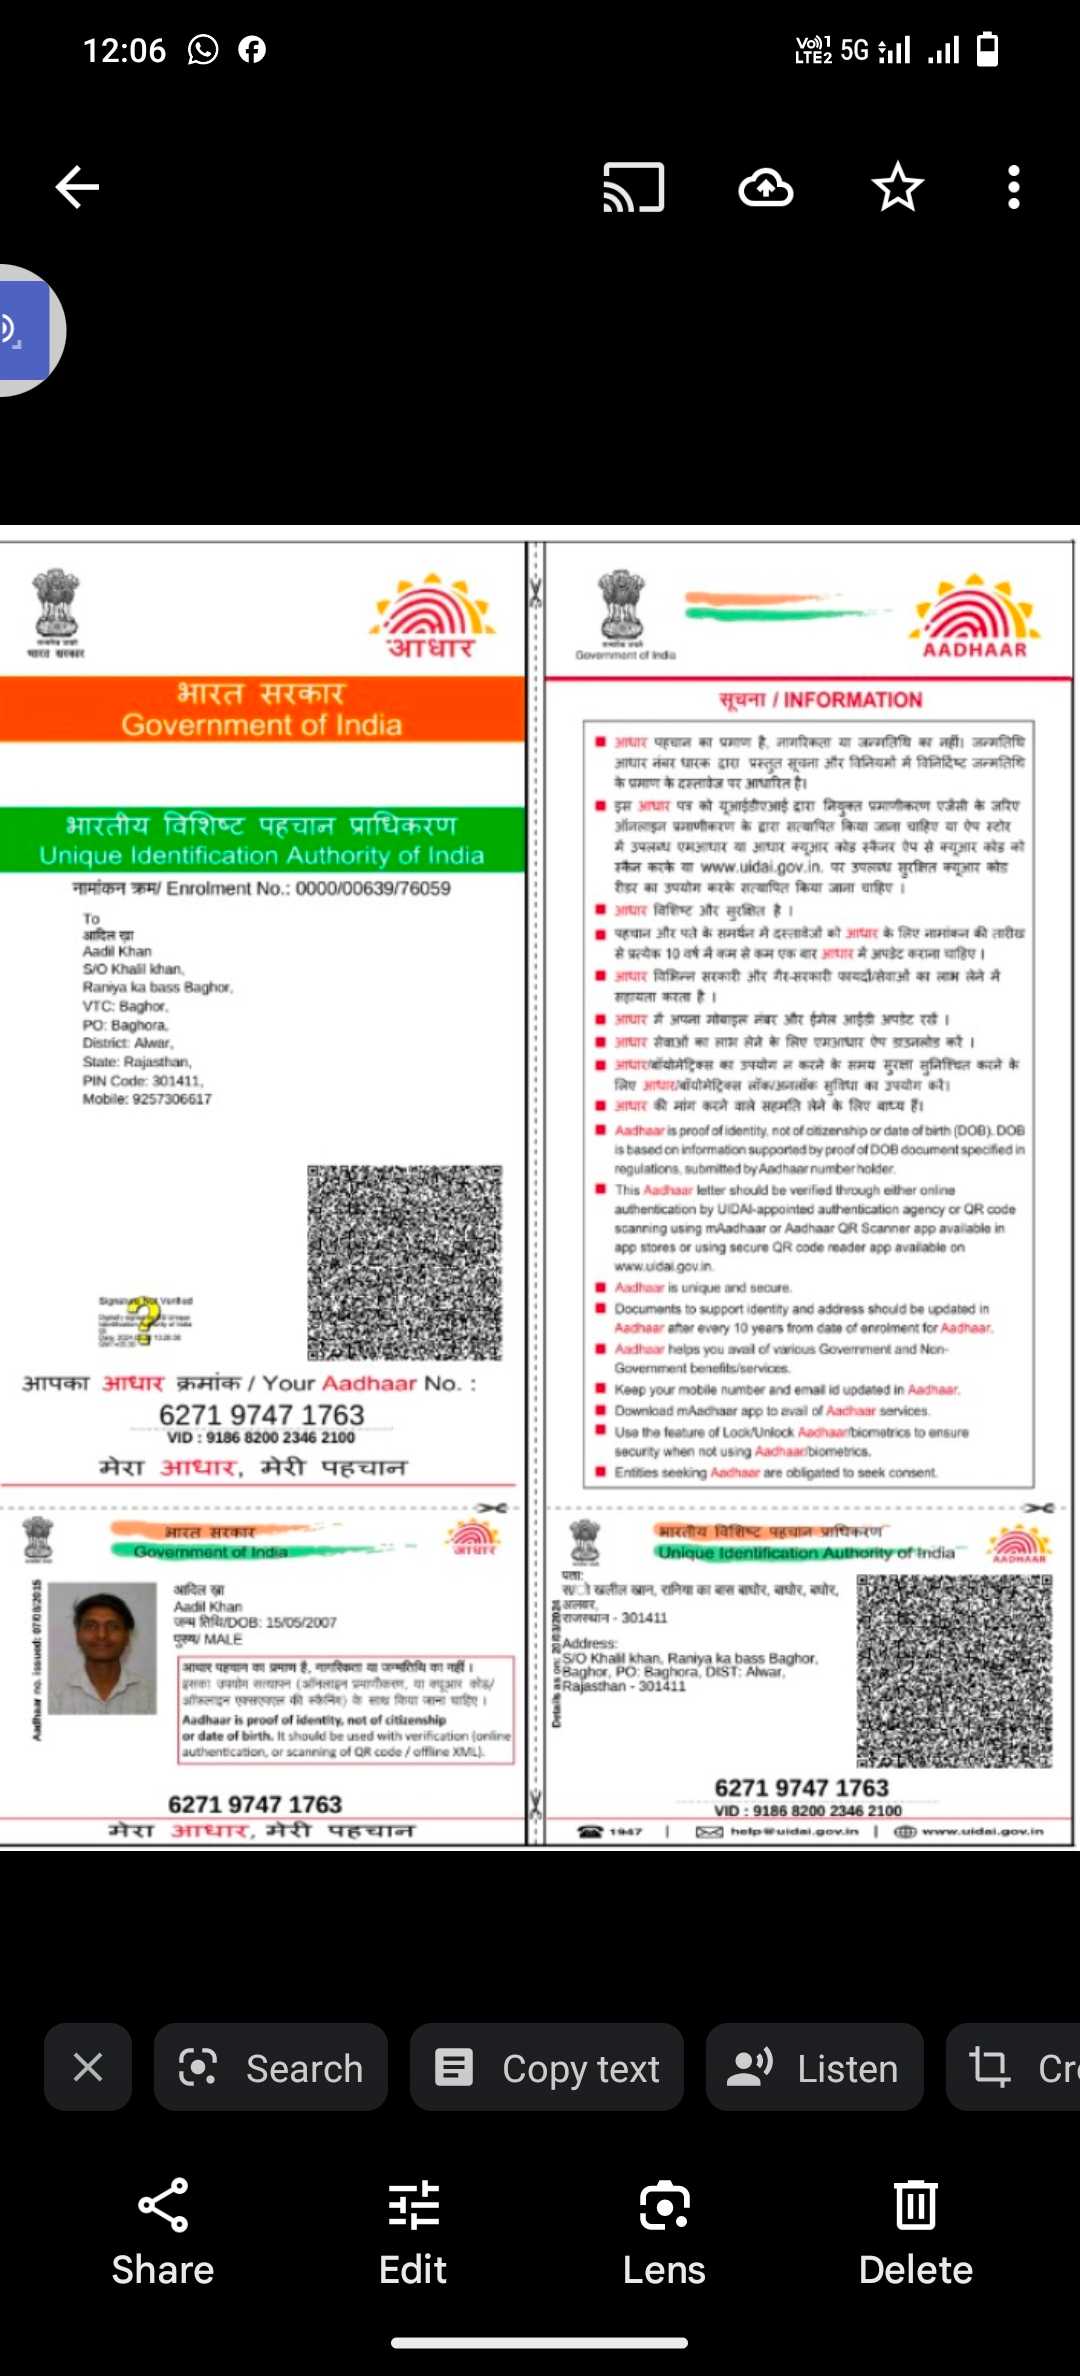 12:06
Vo)) 1 LTE2 5G
भारत सरकार
आधार
भारत सरकार
Government of India
भारतीय विशिष्ट पहचान प्राधिकरण
Unique Identification Authority of India
नामांकन क्रम/ Enrolment No.: 0000/00639/76059
To
आदिल खा
Aadil Khan
S/O Khalil khan,
Raniya ka bass Baghor,
VTC: Baghor,
PO: Baghora,
District: Alwar,
State: Rajasthan,
PIN Code: 301411,
Mobile: 9257306617
Signature Not Verified
आपका आधार क्रमांक / Your Aadhaar No. :
6271 9747 1763
VID : 9186 8200 2346 2100
मेरा आधार, मेरी पहचान
Government of India
AADHAAR
सूचना / INFORMATION
आधार पहचान का प्रमाण है, नागरिकता या जन्मतिथि का नहीं। जन्मतिथि
आधार नंबर धारक द्वारा प्रस्तुत सूचना और विनियमों में विनिर्दिष्ट जन्मतिथि
के प्रमाण के दस्तावेज पर आधारित है।
इस आधार पत्र को यूआईडीएआई द्वारा नियुक्त प्रमाणीकरण एजेंसी के जरिए
ऑनलाइन प्रमाणीकरण के द्वारा सत्यापित किया जाना चाहिए या ऐप स्टोर
में उपलब्ध एमआधार या आधार क्यूआर कोड स्कैनर ऐप से क्यूआर कोड को
स्कैन करके या www.uidai.gov.in. पर उपलब्ध सुरक्षित क्यूआर कोड
रीडर का उपयोग करके सत्यापित किया जाना चाहिए ।
आधार विशिष्ट और सुरक्षित है ।
पहचान और पते के समर्थन में दस्तावेजों को आधार के लिए नामांकन की तारीख
से प्रत्येक 10 वर्ष में कम से कम एक बार आधार में अपडेट कराना चाहिए ।
आधार विभिन्न सरकारी और गैर-सरकारी फायदों/सेवाओं का लाभ लेने में
सहायता करता है ।
आधार में अपना मोबाइल नंबर और ईमेल आईडी अपडेट रखें ।
आधार सेवाओं का लाभ लेने के लिए एमआधार ऐप डाउनलोड करें ।
आधार/बॉयोमेट्रिक्स का उपयोग न करने के समय सुरक्षा सुनिश्चित करने के
लिए आधार/बॉयोमेट्रिक्स लॉक/अनलॉक सुविधा का उपयोग करें।
आधार की मांग करने वाले सहमति लेने के लिए बाध्य हैं।
Aadhaar is proof of identity, not of citizenship or date of birth (DOB). DOB
is based on information supported by proof of DOB document specified in
regulations, submitted by Aadhaar number holder.
This Aadhaar letter should be verified through either online
authentication by UIDAI-appointed authentication agency or QR code
scanning using mAadhaar or Aadhaar QR Scanner app available in
app stores or using secure QR code reader app available on
www.uidai.gov.in.
Aadhaar is unique and secure.
Documents to support identity and address should be updated in
Aadhaar after every 10 years from date of enrolment for Aadhaar.
Aadhaar helps you avail of various Government and Non-
Government benefits/services.
Keep your mobile number and email id updated in Aadhaar.
Download mAadhaar app to avail of Aadhaar services.
Use the feature of Lock/Unlock Aadhaar/biometrics to ensure
security when not using Aadhaar/biometrics.
Entities seeking Aadhaar are obligated to seek consent.
भारत सरकार
Government of India
आधार
Aadhaar no. issued: 07/08/2015
आदिल खा
Aadil Khan
जन्म तिथि/DOB: 15/05/2007
पुरुष/ MALE
आधार पहचान का प्रमाण है, नागरिकता या जन्मतिथि का नहीं ।
इसका उपयोग सत्यापन (ऑनलाइन प्रमाणीकरण, या क्यूआर कोड/
ऑफलाइन एक्सएमएल की स्कैनिंग) के साथ किया जाना चाहिए ।
Aadhaar is proof of identity, not of citizenship
or date of birth. It should be used with verification (online
authentication, or scanning of QR code / offline XML).
6271 9747 1763
मेरा आधार, मेरी पहचान
भारतीय विशिष्ट पहचान प्राधिकरण
Unique Identification Authority of India
AADHAAR
Details as on: 20/03/2024
पता:
खलील खान, रानिया का बास बाघोर, बाघोर, बघोर,
अलवर,
राजस्थान - 301411
Address:
S/O Khalil khan, Raniya ka bass Baghor,
Baghor, PO: Baghora, DIST: Alwar,
Rajasthan - 301411
6271 9747 1763
VID : 9186 8200 2346 2100
1947 | help@uidai.gov.in | www.uidai.gov.in
Search
Copy text
Listen
Share
Edit
Lens
Delete